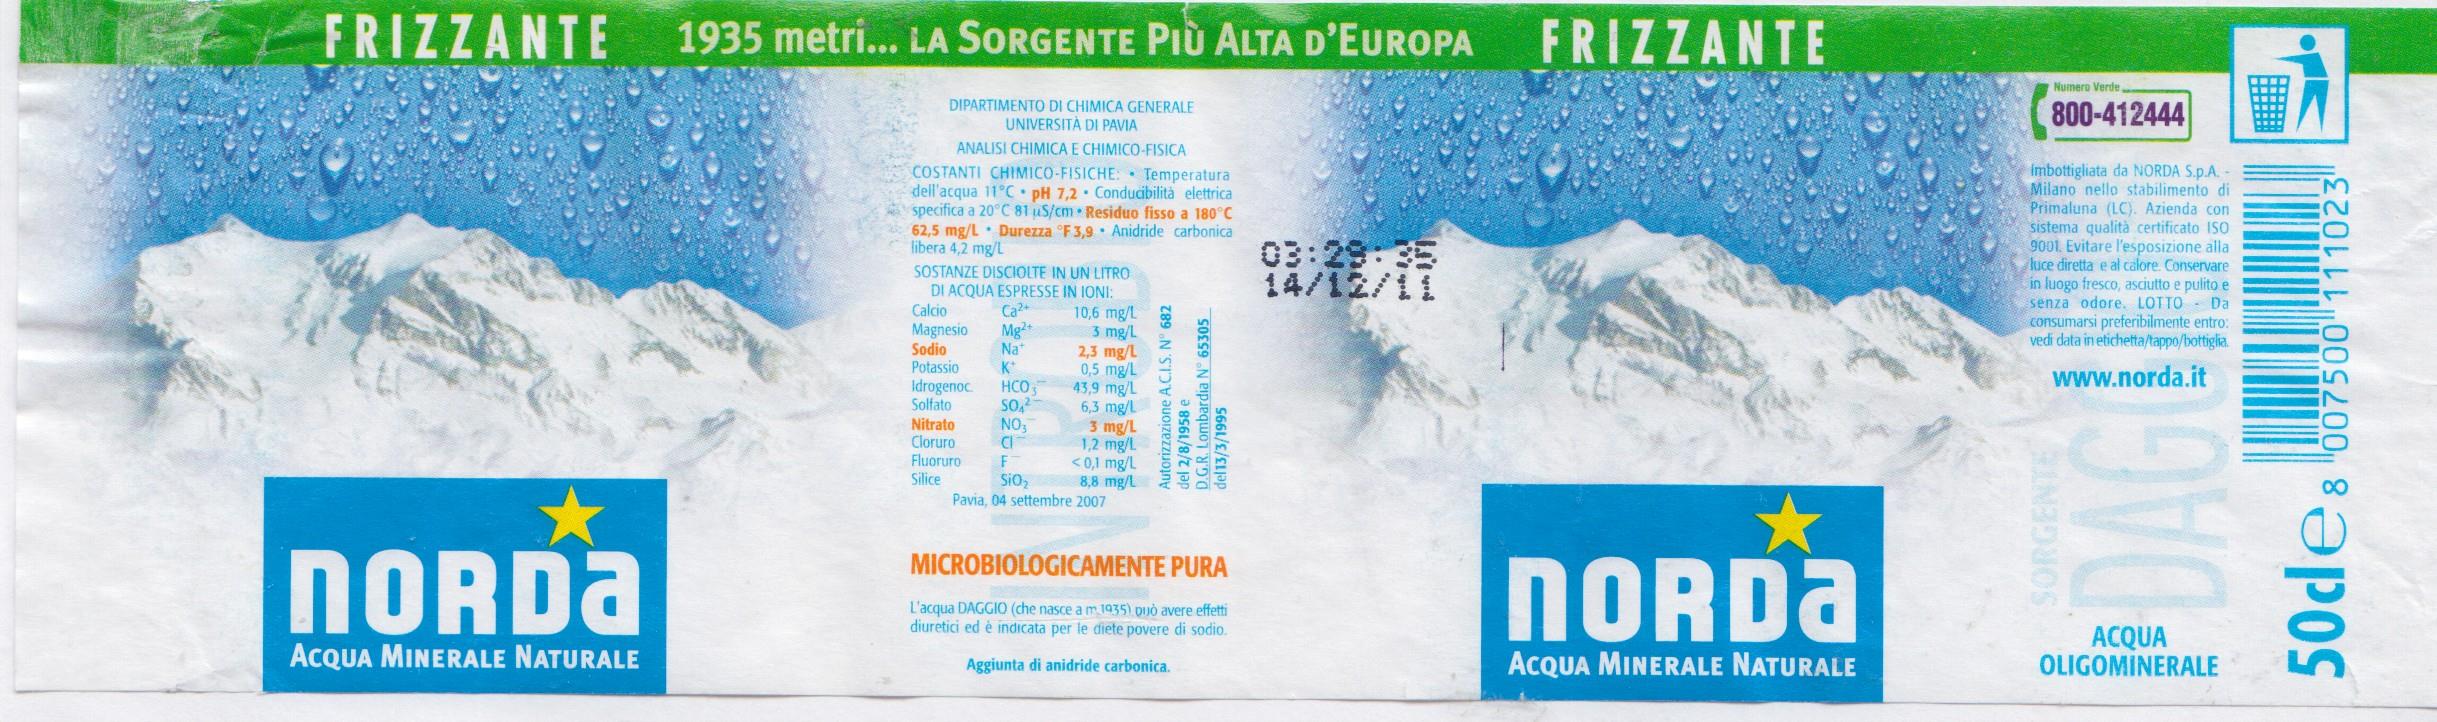 FRIZZANTE
1935 metri... LA SORGENTE PIÙ ALTA D'EUROPA
FRIZZANTE
norda
ACQUA MINERALE NATURALE
DIPARTIMENTO DI CHIMICA GENERALE
UNIVERSITÀ DI PAVIA
ANALISI CHIMICA E CHIMICO-FISICA
COSTANTI CHIMICO-FISICHE: • Temperatura
dell'acqua 11°C • pH 7,2 • Conducibilità elettrica
specifica a 20°C 81 µS/cm • Residuo fisso a 180°C
62,5 mg/L • Durezza °F 3,9 • Anidride carbonica
libera 4,2 mg/L
SOSTANZE DISCIOLTE IN UN LITRO
DI ACQUA ESPRESSE IN IONI:
Calcio Ca²⁺ 10,6 mg/L
Magnesio Mg²⁺ 3 mg/L
Sodio Na⁺ 2,3 mg/L
Potassio K⁺ 0,5 mg/L
Idrogenoc. HCO₃⁻ 43,9 mg/L
Solfato SO₄²⁻ 6,3 mg/L
Nitrato NO₃⁻ 3 mg/L
Cloruro Cl⁻ 1,2 mg/L
Fluoruro F⁻ <0,1 mg/L
Silice SiO₂ 8,8 mg/L
Pavia, 04 settembre 2007
Autorizzazione A.C.I.S. N° 682
del 2/8/1958 e
D.G.R. Lombardia N° 65305
del 13/3/1995
MICROBIOLOGICAMENTE PURA
L'acqua DAGGIO (che nasce a m 1935) può avere effetti
diuretici ed è indicata per le diete povere di sodio.
Aggiunta di anidride carbonica.
03:29:35
14/12/11
norda
ACQUA MINERALE NATURALE
Numero Verde
800-412444
Imbottigliata da NORDA S.p.A. -
Milano nello stabilimento di
Primaluna (LC). Azienda con
sistema qualità certificato ISO
9001. Evitare l'esposizione alla
luce diretta e al calore. Conservare
in luogo fresco, asciutto e pulito e
senza odore. LOTTO - Da
consumarsi preferibilmente entro:
vedi data in etichetta/tappo/bottiglia.
www.norda.it
SORGENTE
DAGG
ACQUA
OLIGOMINERALE
8 007500 111023
50cl e